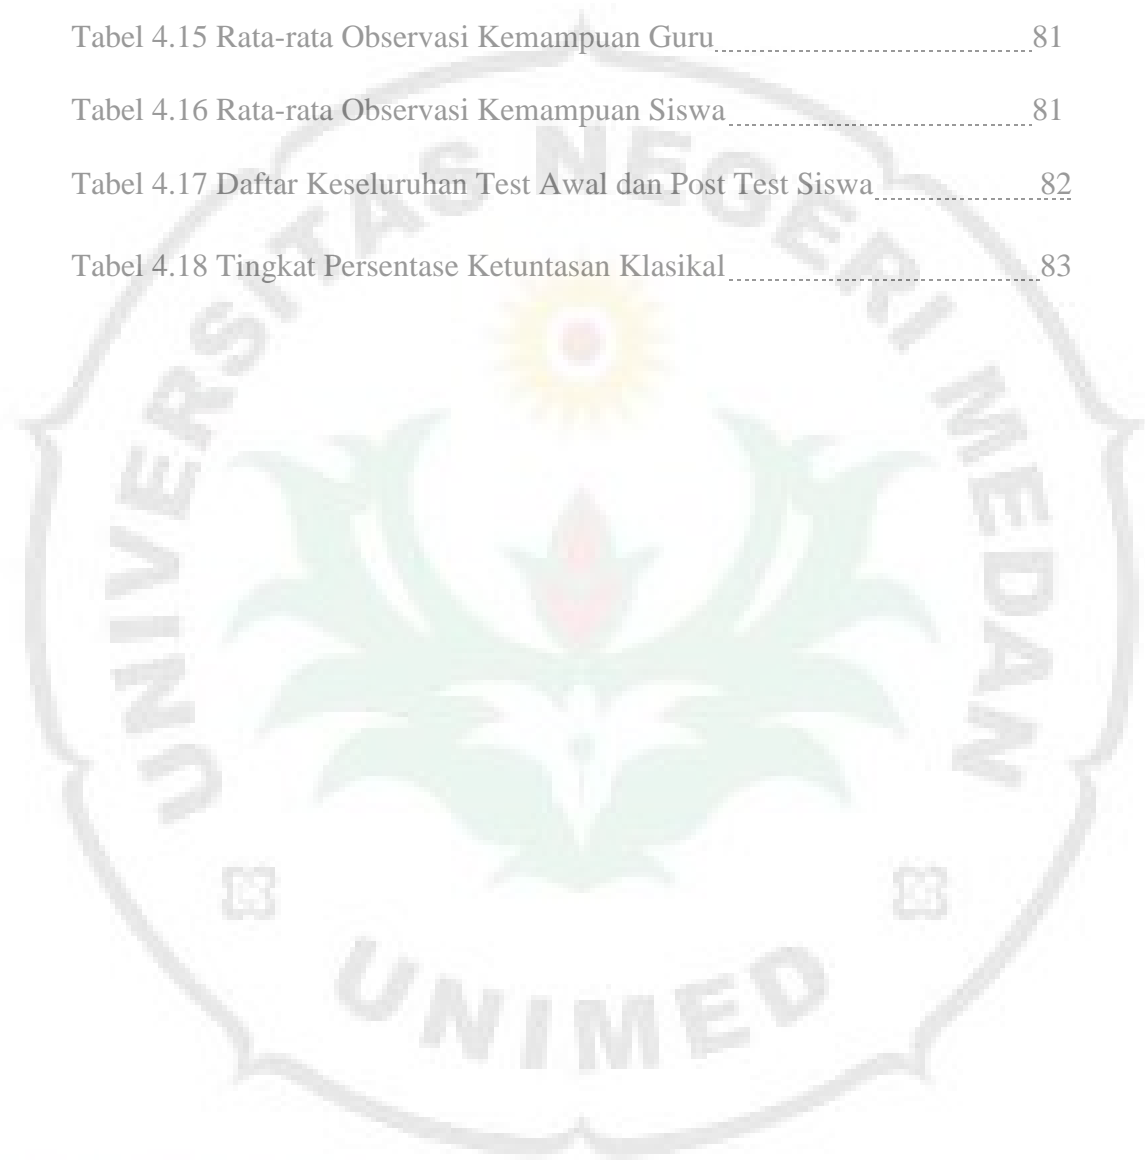 Tabel 4.15 Rata-rata Observasi Kemampuan Guru 81
Tabel 4.16 Rata-rata Observasi Kemampuan Siswa 81
Tabel 4.17 Daftar Keseluruhan Test Awal dan Post Test Siswa 82
Tabel 4.18 Tingkat Persentase Ketuntasan Klasikal 83
UNIVERSITAS NEGERI MEDAN
UNIMED